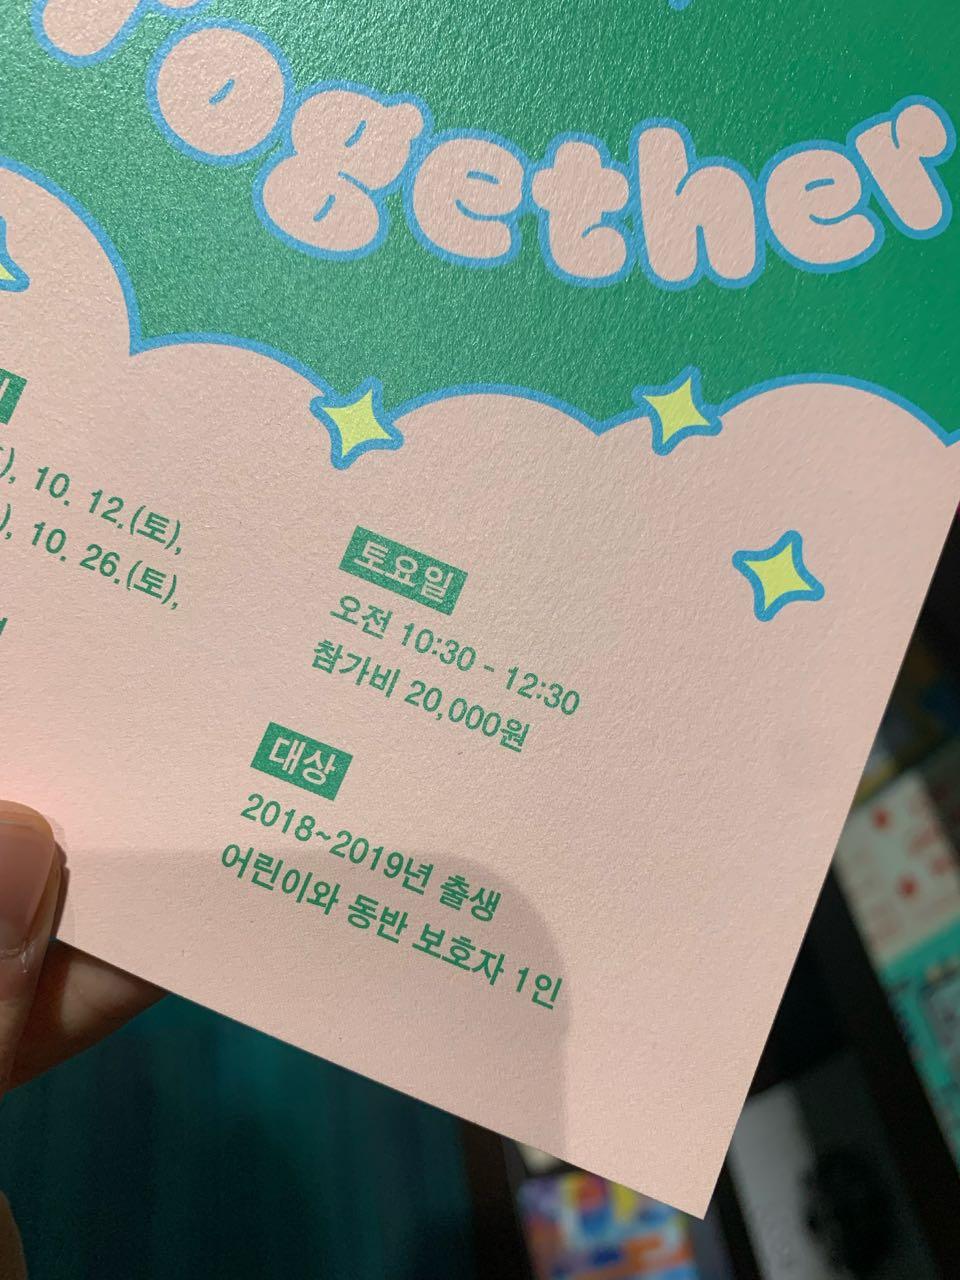 together
10. 12.(토),
10. 26.(토),
토요일
오전 10:30 - 12:30
참가비 20,000원
대상
2018~2019년 출생
어린이와 동반 보호자 1인